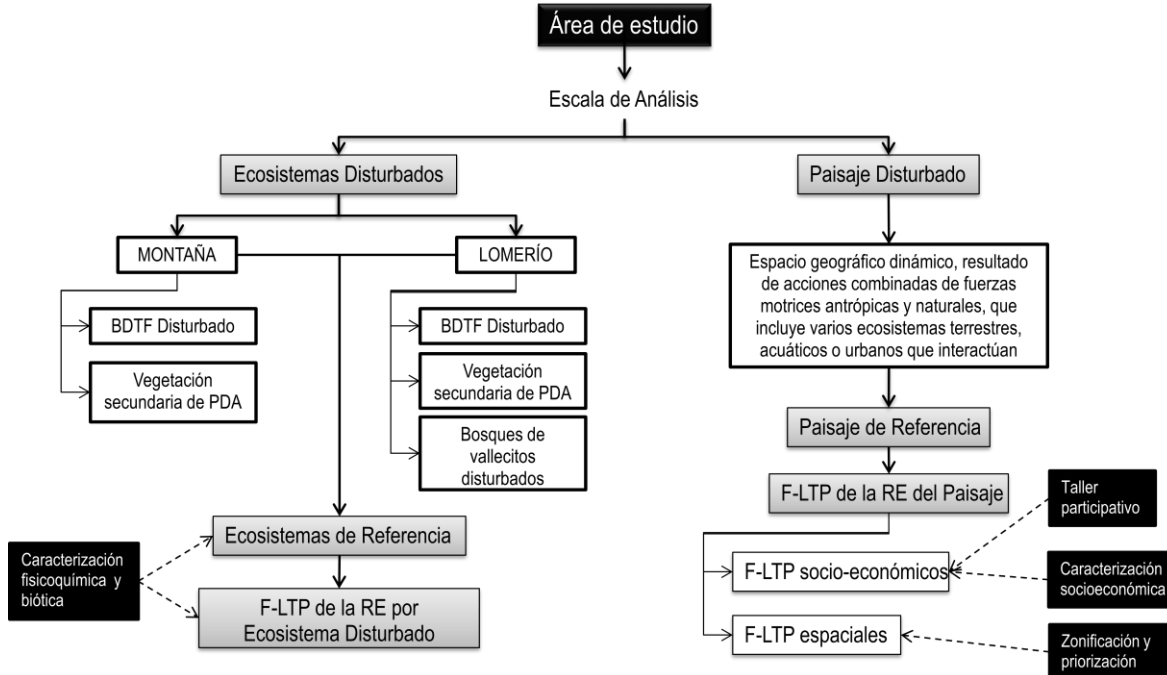 Área de estudio
Escala de Análisis
Ecosistemas Disturbados
Paisaje Disturbado
MONTAÑA
LOMERÍO
BDTF Disturbado
Vegetación
secundaria de PDA
BDTF Disturbado
Vegetación
secundaria de PDA
Bosques de
vallecitos
disturbados
Espacio geográfico dinámico, resultado
de acciones combinadas de fuerzas
motrices antrópicas y naturales, que
incluye varios ecosistemas terrestres,
acuáticos o urbanos que interactúan
Paisaje de Referencia
F-LTP de la RE del Paisaje
Ecosistemas de Referencia
Caracterización
fisicoquímica y
biótica
F-LTP de la RE por
Ecosistema Disturbado
F-LTP socio-económicos
F-LTP espaciales
Taller
participativo
Caracterización
socioeconómica
Zonificación y
priorización